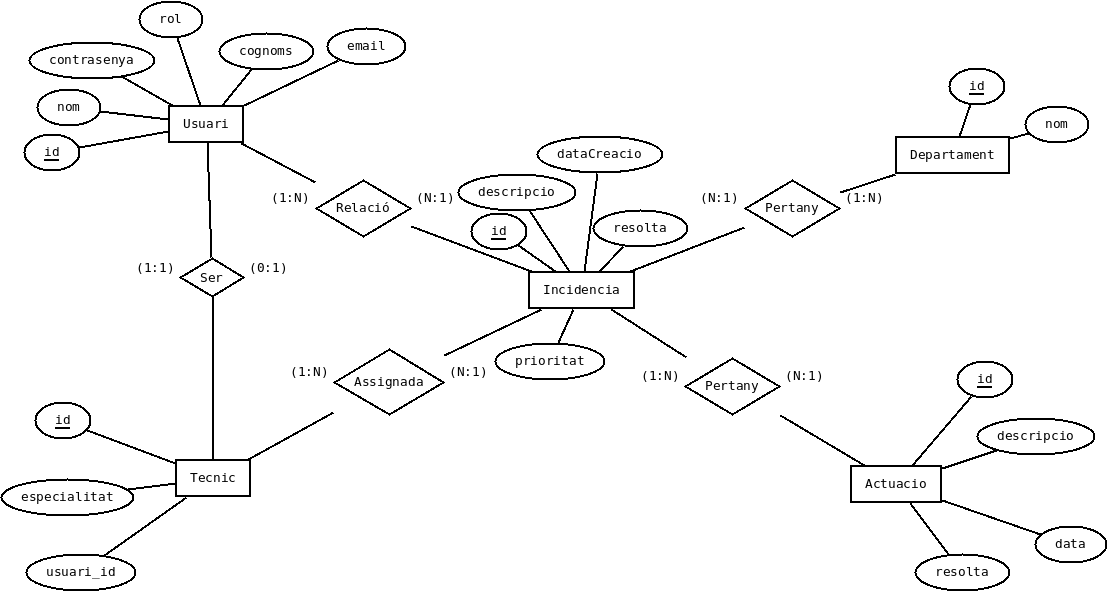 rol
cognoms
email
contrasenya
nom
id
Usuari
dataCreacio
descripcio
id
resolta
id
nom
Departament
(1:N)
Relació
(N:1)
(N:1)
Pertany
(1:N)
(1:1)
Ser
(0:1)
Incidencia
prioritat
(1:N)
Assignada
(N:1)
(1:N)
Pertany
(N:1)
id
especialitat
usuari_id
Tecnic
id
descripcio
Actuacio
data
resolta